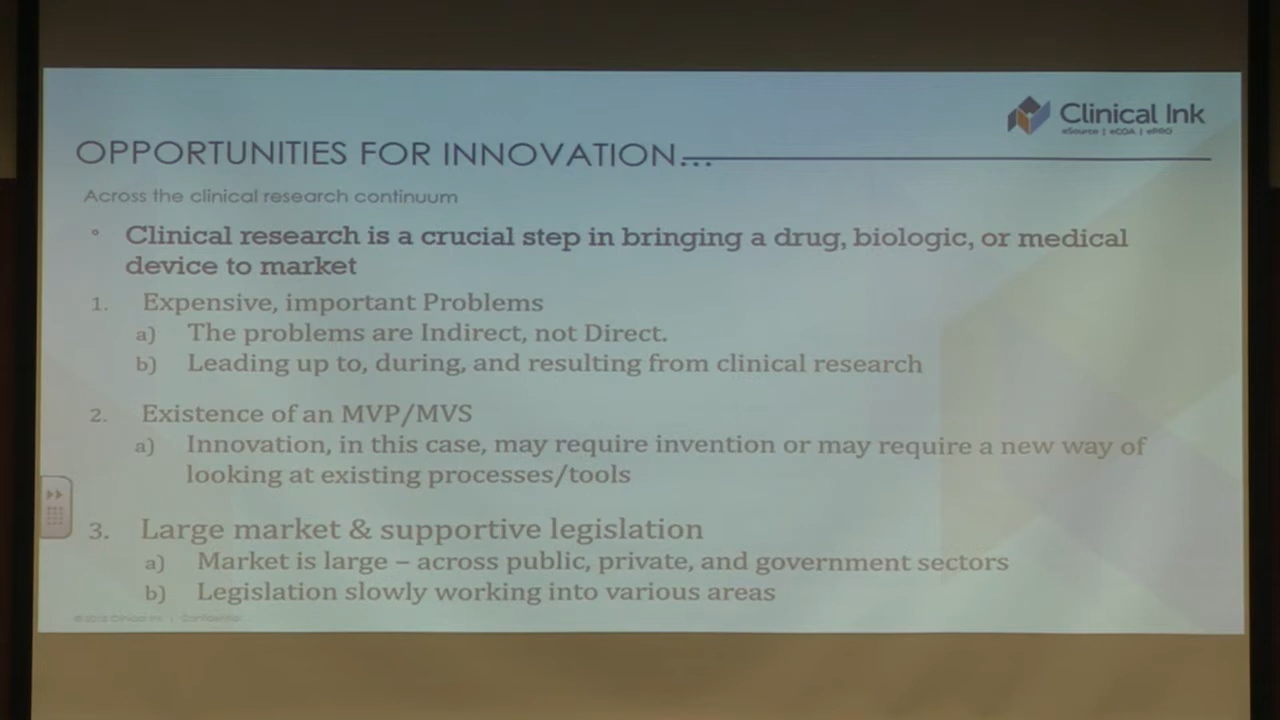 Clinical Ink
eSource | eCOA | ePRO
OPPORTUNITIES FOR INNOVATION...
Across the clinical research continuum
• Clinical research is a crucial step in bringing a drug, biologic, or medical
device to market
1. Expensive, important Problems
a) The problems are Indirect, not Direct.
b) Leading up to, during, and resulting from clinical research
2. Existence of an MVP/MVS
a) Innovation, in this case, may require invention or may require a new way of
looking at existing processes/tools
3. Large market & supportive legislation
a) Market is large – across public, private, and government sectors
b) Legislation slowly working into various areas
Clinical Ink | Confidential